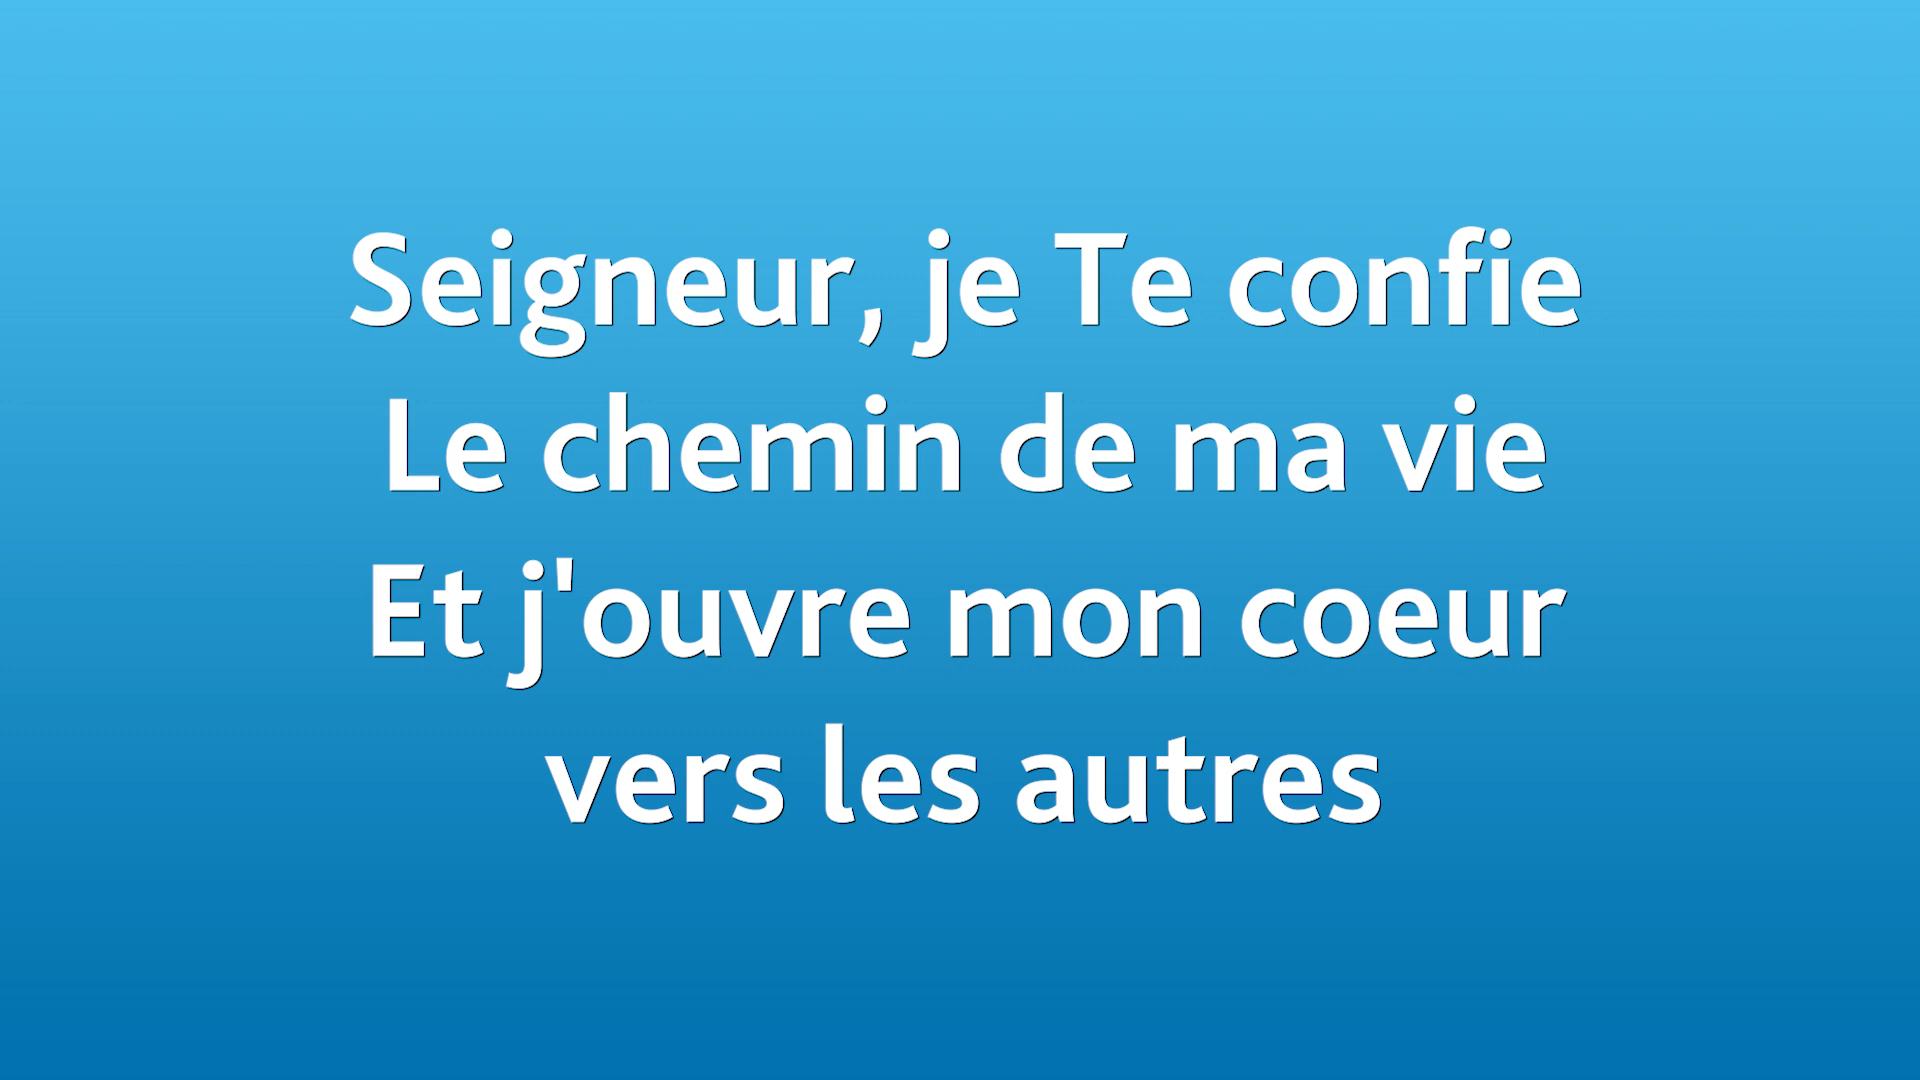 Seigneur, je Te confie
Le chemin de ma vie
Et j'ouvre mon coeur
vers les autres